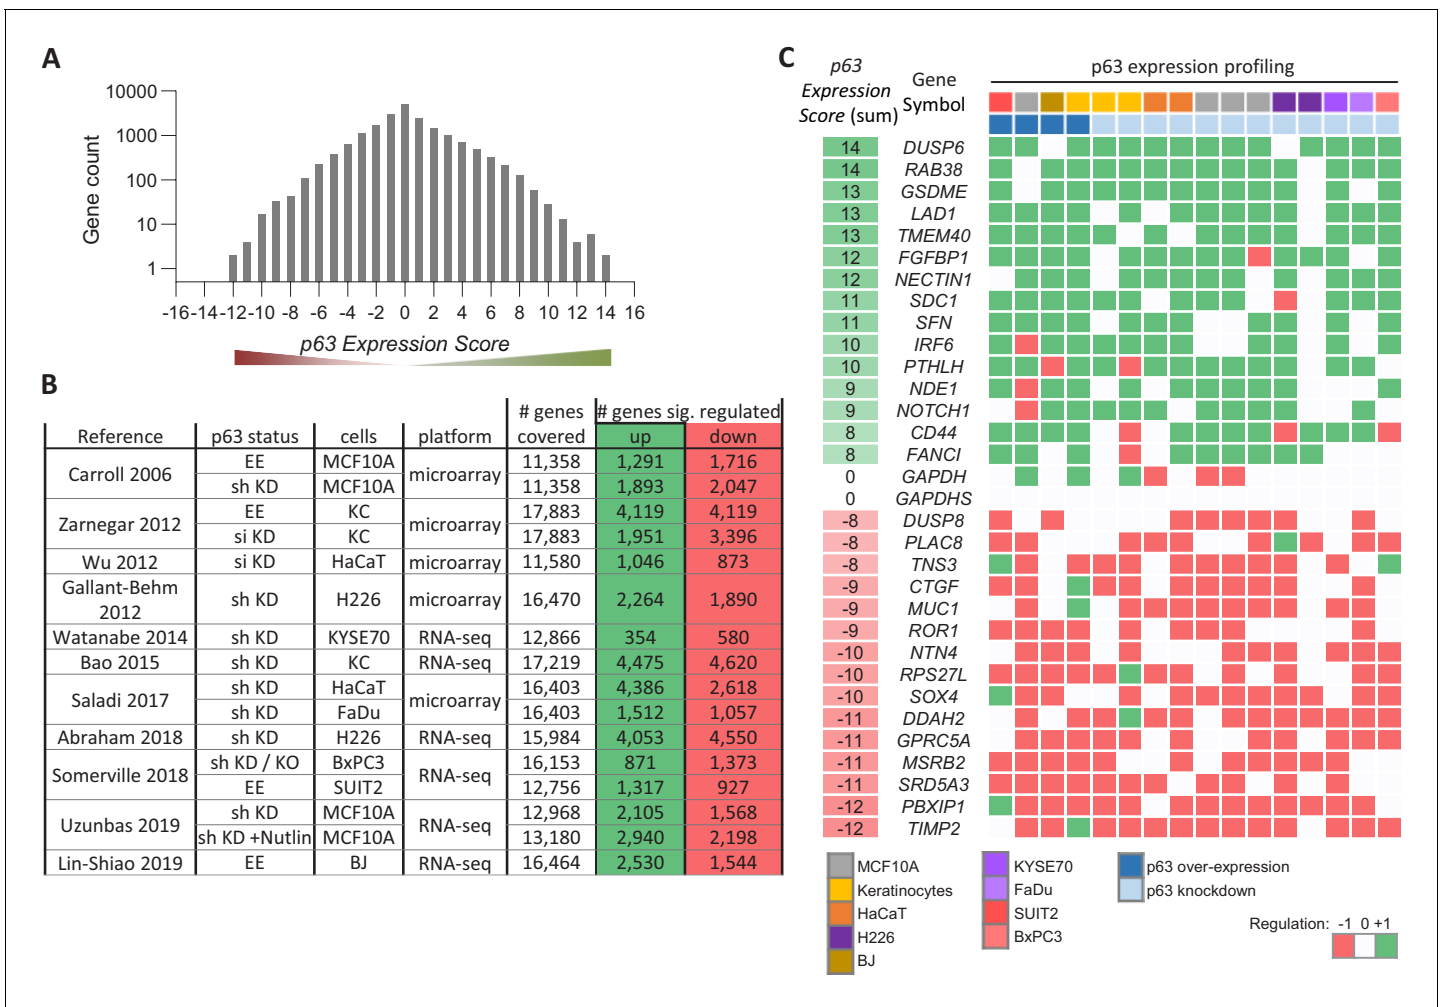 A
Gene count
10000
1000
100
10
1
-16 -14 -12 -10 -8 -6 -4 -2 0 2 4 6 8 10 12 14 16
p63 Expression Score
B
Reference p63 status cells platform # genes covered # genes sig. regulated up down
Carroll 2006 EE MCF10A microarray 11,358 1,291 1,716
sh KD MCF10A 11,358 1,893 2,047
Zarnegar 2012 EE KC microarray 17,883 4,119 4,119
si KD KC 17,883 1,951 3,396
Wu 2012 si KD HaCaT microarray 11,580 1,046 873
Gallant-Behm 2012 sh KD H226 microarray 16,470 2,264 1,890
Watanabe 2014 sh KD KYSE70 RNA-seq 12,866 354 580
Bao 2015 sh KD KC RNA-seq 17,219 4,475 4,620
Saladi 2017 sh KD HaCaT microarray 16,403 4,386 2,618
sh KD FaDu 16,403 1,512 1,057
Abraham 2018 sh KD H226 RNA-seq 15,984 4,053 4,550
Somerville 2018 sh KD / KO BxPC3 RNA-seq 16,153 871 1,373
EE SUIT2 12,756 1,317 927
Uzunbas 2019 sh KD MCF10A RNA-seq 12,968 2,105 1,568
sh KD +Nutlin MCF10A 13,180 2,940 2,198
Lin-Shiao 2019 EE BJ RNA-seq 16,464 2,530 1,544
C
p63 Expression Score (sum)
Gene Symbol
p63 expression profiling
14 DUSP6
14 RAB38
13 GSDME
13 LAD1
13 TMEM40
12 FGFBP1
12 NECTIN1
11 SDC1
11 SFN
10 IRF6
10 PTHLH
9 NDE1
9 NOTCH1
8 CD44
8 FANCI
0 GAPDH
0 GAPDHS
-8 DUSP8
-8 PLAC8
-8 TNS3
-9 CTGF
-9 MUC1
-9 ROR1
-10 NTN4
-10 RPS27L
-10 SOX4
-11 DDAH2
-11 GPRC5A
-11 MSRB2
-11 SRD5A3
-12 PBXIP1
-12 TIMP2
MCF10A
Keratinocytes
HaCaT
H226
BJ
KYSE70
FaDu
SUIT2
BxPC3
p63 over-expression
p63 knockdown
Regulation: -1 0 +1